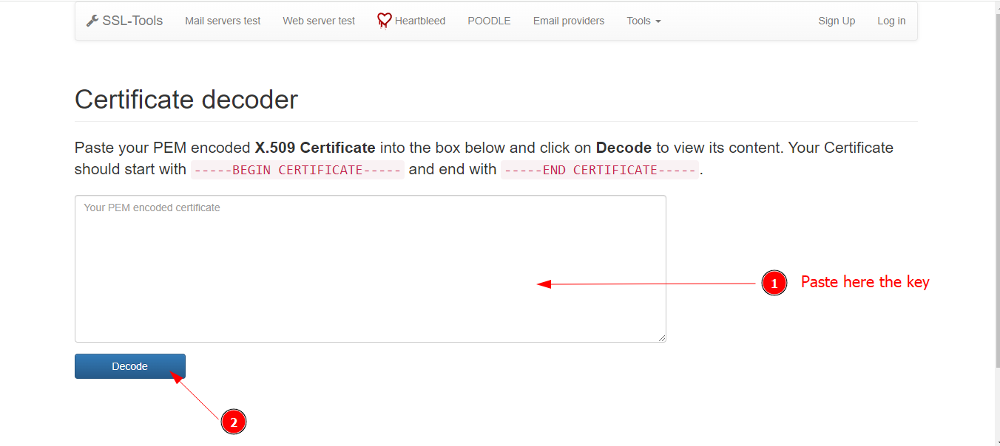 SSL-Tools Mail servers test Web server test Heartbleed POODLE Email providers Tools Sign Up Log in
Certificate decoder
Paste your PEM encoded X.509 Certificate into the box below and click on Decode to view its content. Your Certificate
should start with -----BEGIN CERTIFICATE----- and end with -----END CERTIFICATE-----.
Your PEM encoded certificate
1 Paste here the key
Decode
2